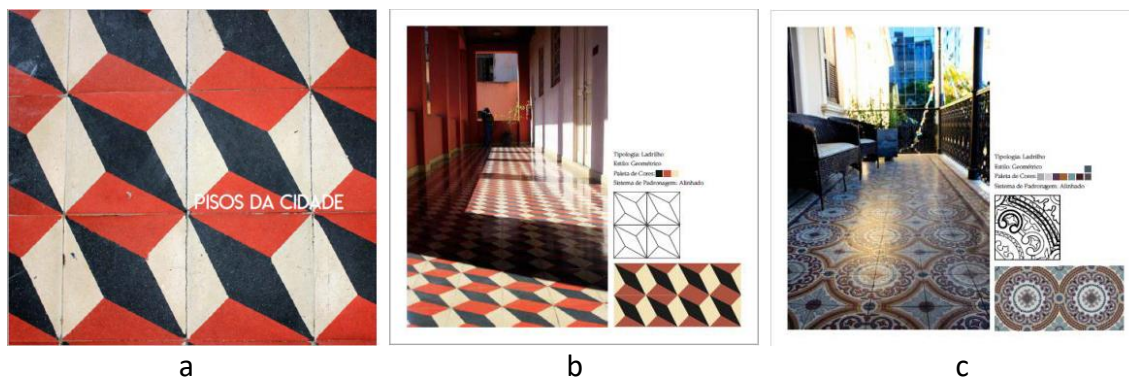 PISOS DA CIDADE
Tipologia: Ladrilho
Estilo: Geométrico
Paleta de Cores:
Sistema de Padronagem: Alinhado
Tipologia: Ladrilho
Estilo: Geométrico
Paleta de Cores:
Sistema de Padronagem: Alinhado
a
b
c